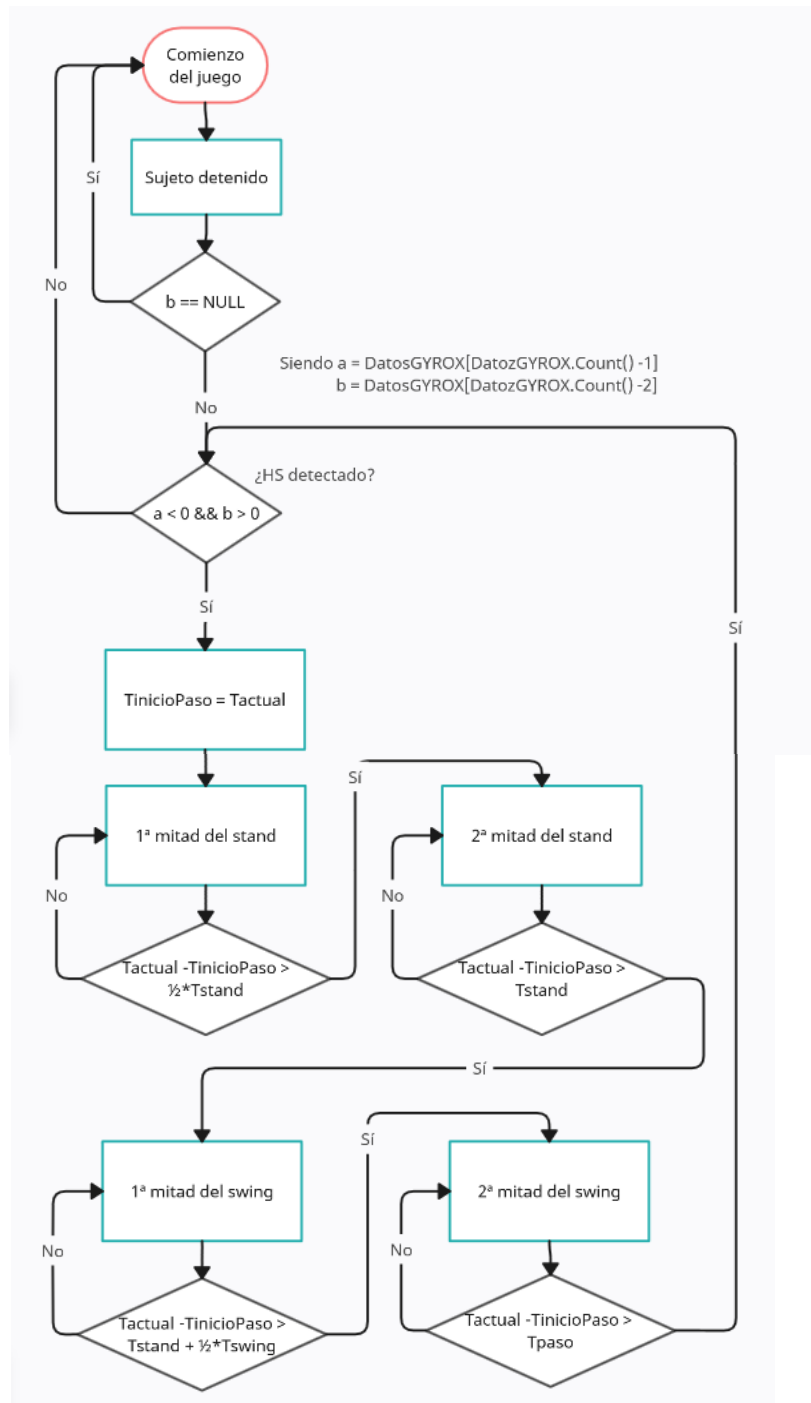 Comienzo
del juego
Sí
Sujeto detenido
No
b == NULL
Siendo a = DatosGYROX[DatozGYROX.Count() -1]
b = DatosGYROX[DatozGYROX.Count() -2]
No
¿HS detectado?
a < 0 && b > 0
Sí
Sí
TinicioPaso = Tactual
Sí
1ª mitad del stand
2ª mitad del stand
No
No
Tactual -TinicioPaso >
½*Tstand
Tactual -TinicioPaso >
Tstand
Sí
Sí
1ª mitad del swing
2ª mitad del swing
No
No
Tactual -TinicioPaso >
Tstand + ½*Tswing
Tactual -TinicioPaso >
Tpaso